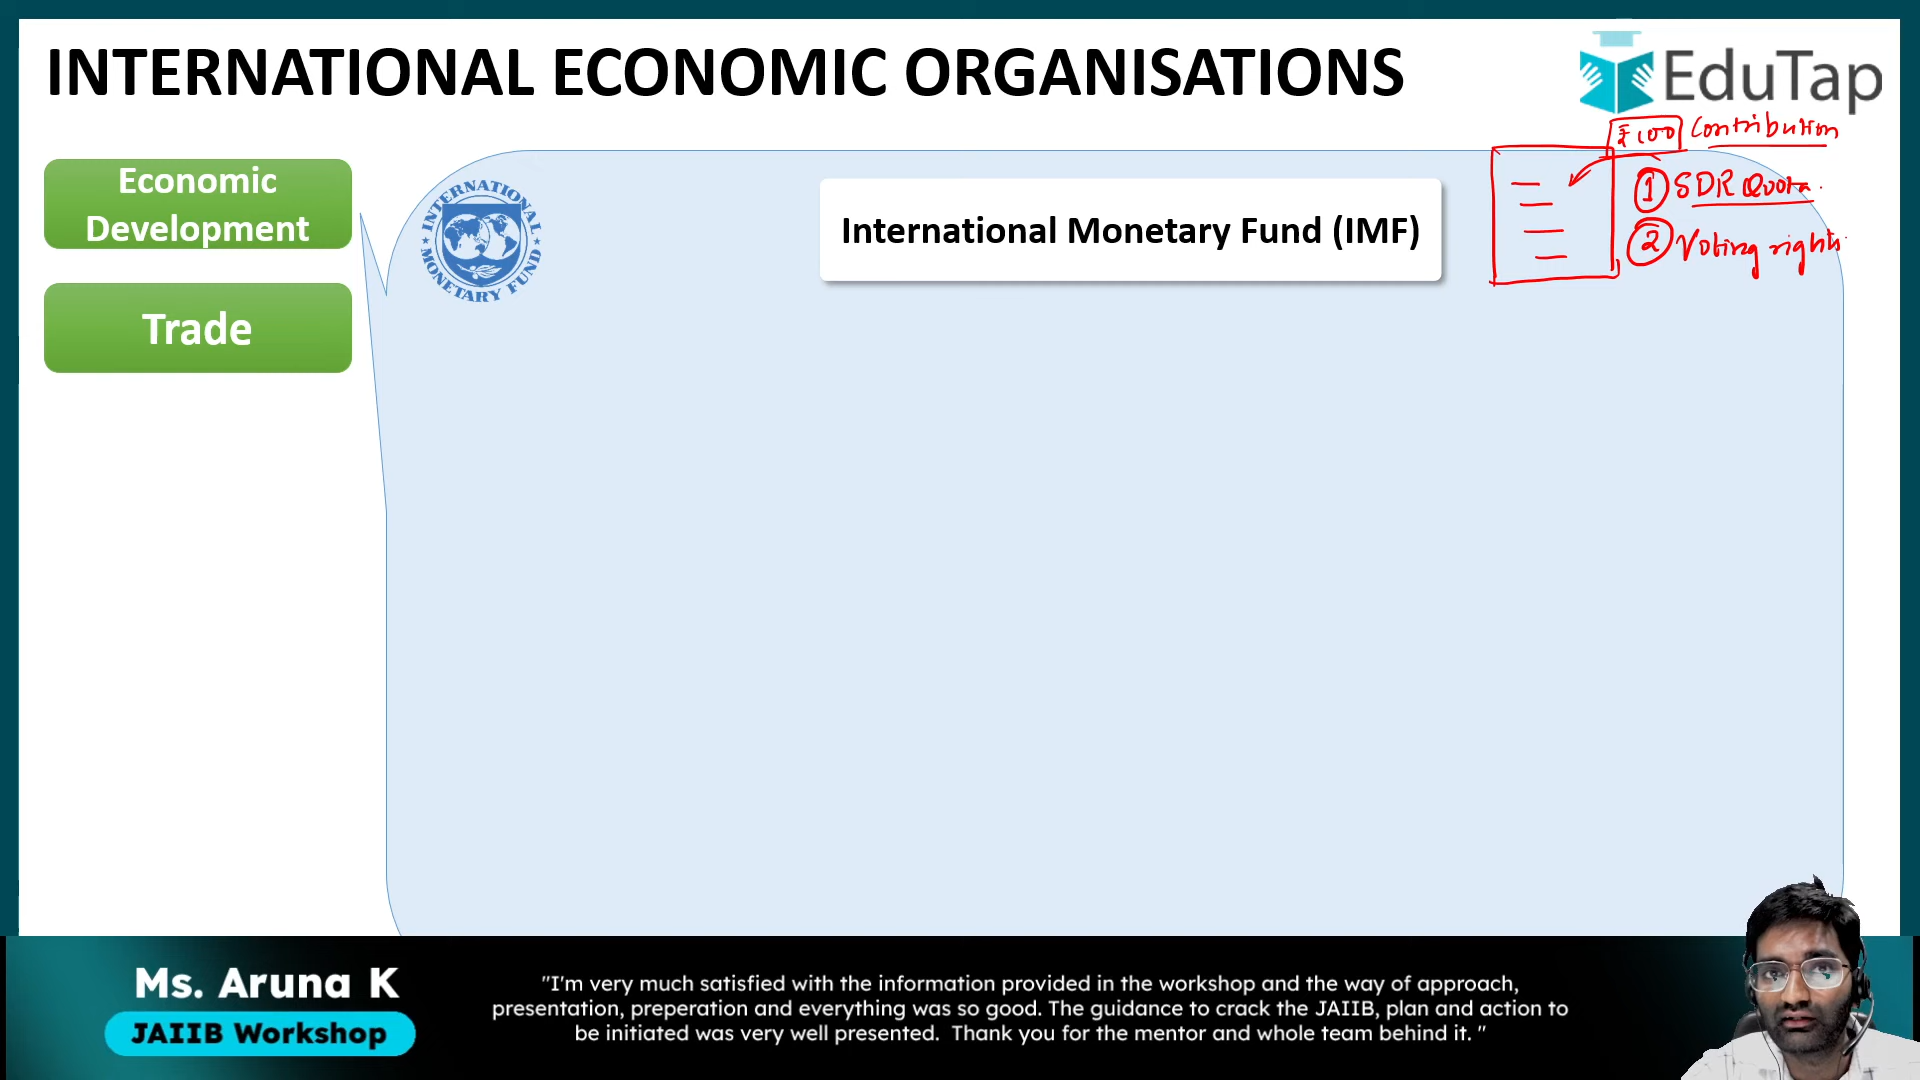 INTERNATIONAL ECONOMIC ORGANISATIONS
EduTap
₹100 Contribution
Economic
Development
INTERNATIONAL MONETARY FUND
International Monetary Fund (IMF)
① SDR Quota.
② Voting rights.
Trade
Ms. Aruna K
JAIIB Workshop
"I'm very much satisfied with the information provided in the workshop and the way of approach,
presentation, preperation and everything was so good. The guidance to crack the JAIIB, plan and action to
be initiated was very well presented. Thank you for the mentor and whole team behind it. "